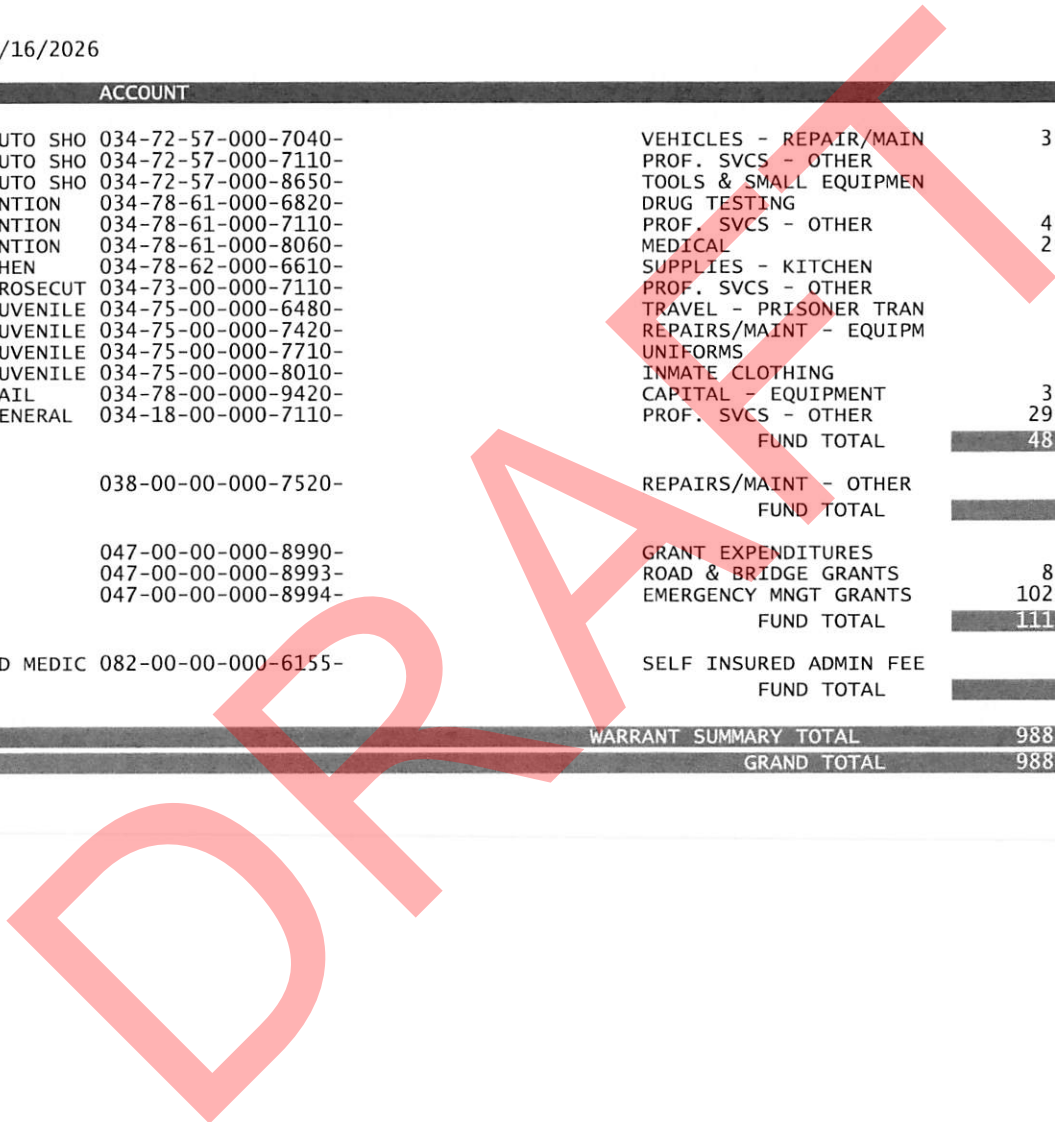 /16/2026
ACCOUNT
UTO SHO 034-72-57-000-7040- VEHICLES - REPAIR/MAIN 3
UTO SHO 034-72-57-000-7110- PROF. SVCS - OTHER
UTO SHO 034-72-57-000-8650- TOOLS & SMALL EQUIPMEN
NTION 034-78-61-000-6820- DRUG TESTING
NTION 034-78-61-000-7110- PROF. SVCS - OTHER 4
NTION 034-78-61-000-8060- MEDICAL 2
HEN 034-78-62-000-6610- SUPPLIES - KITCHEN
ROSECUT 034-73-00-000-7110- PROF. SVCS - OTHER
UVENILE 034-75-00-000-6480- TRAVEL - PRISONER TRAN
UVENILE 034-75-00-000-7420- REPAIRS/MAINT - EQUIPM
UVENILE 034-75-00-000-7710- UNIFORMS
UVENILE 034-75-00-000-8010- INMATE CLOTHING
AIL 034-78-00-000-9420- CAPITAL - EQUIPMENT 3
ENERAL 034-18-00-000-7110- PROF. SVCS - OTHER 29
FUND TOTAL 48
038-00-00-000-7520- REPAIRS/MAINT - OTHER
FUND TOTAL
047-00-00-000-8990- GRANT EXPENDITURES
047-00-00-000-8993- ROAD & BRIDGE GRANTS 8
047-00-00-000-8994- EMERGENCY MNGT GRANTS 102
FUND TOTAL 111
D MEDIC 082-00-00-000-6155- SELF INSURED ADMIN FEE
FUND TOTAL
WARRANT SUMMARY TOTAL 988
GRAND TOTAL 988
DRAFT